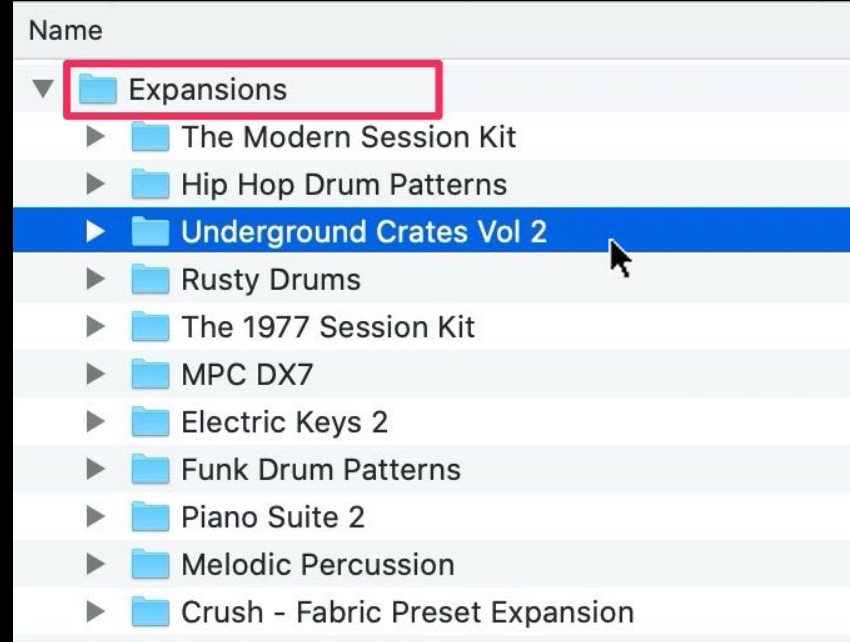 Name
Expansions
The Modern Session Kit
Hip Hop Drum Patterns
Underground Crates Vol 2
Rusty Drums
The 1977 Session Kit
MPC DX7
Electric Keys 2
Funk Drum Patterns
Piano Suite 2
Melodic Percussion
Crush - Fabric Preset Expansion